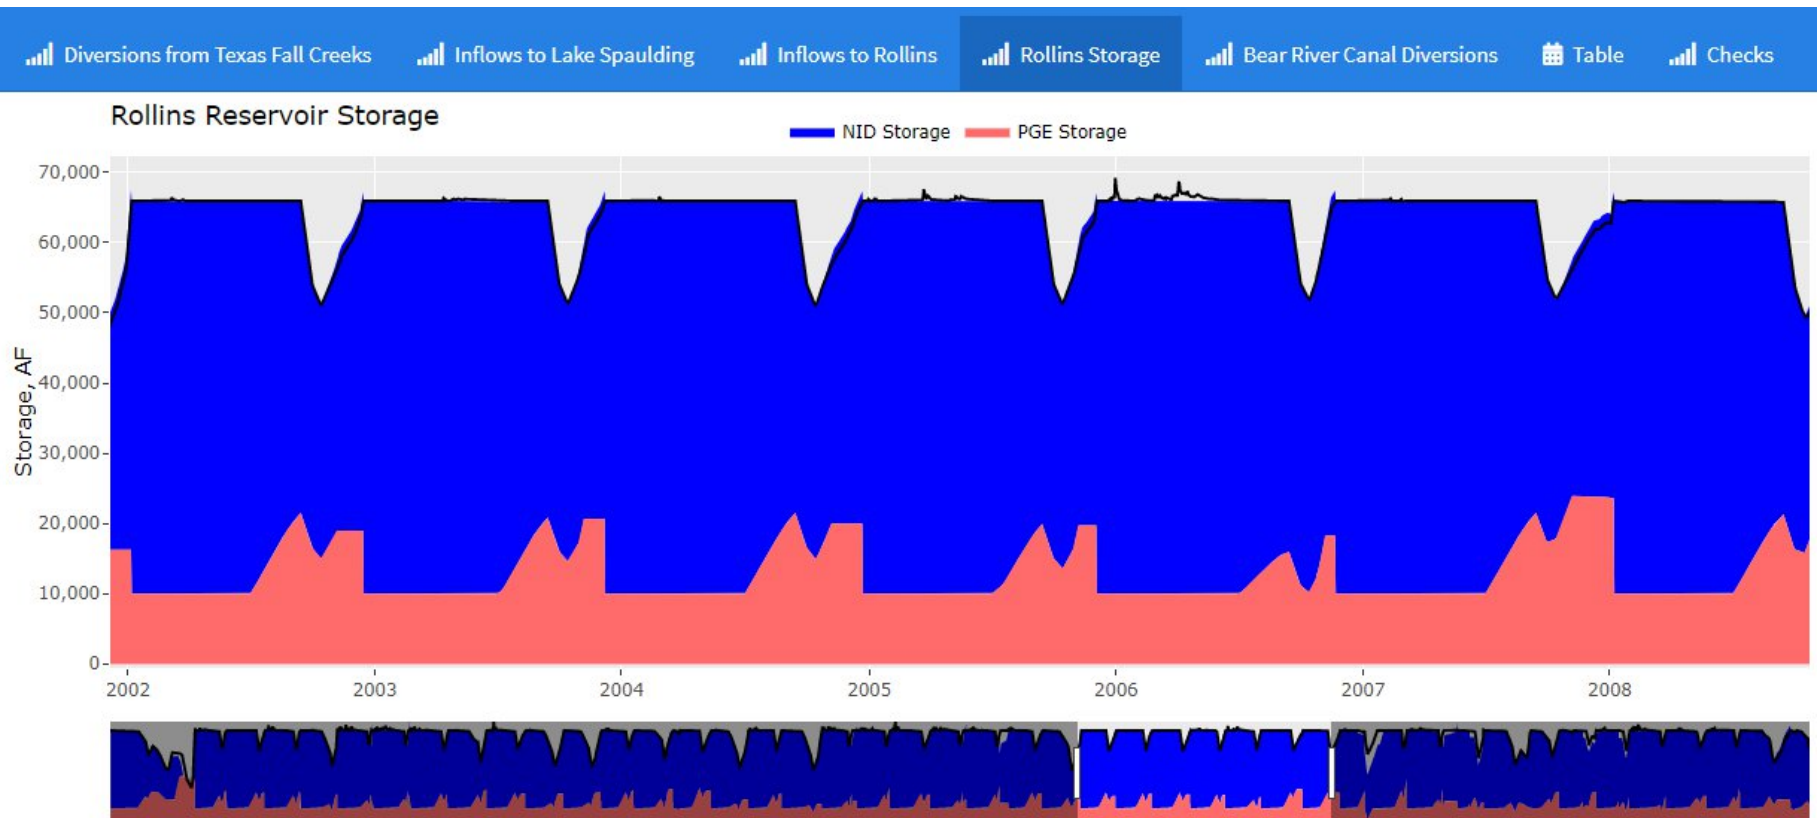 Diversions from Texas Fall Creeks Inflows to Lake Spaulding Inflows to Rollins Rollins Storage Bear River Canal Diversions Table Checks
Rollins Reservoir Storage
NID Storage PGE Storage
70,000
60,000
50,000
40,000
30,000
20,000
10,000
0
Storage, AF
2002 2003 2004 2005 2006 2007 2008